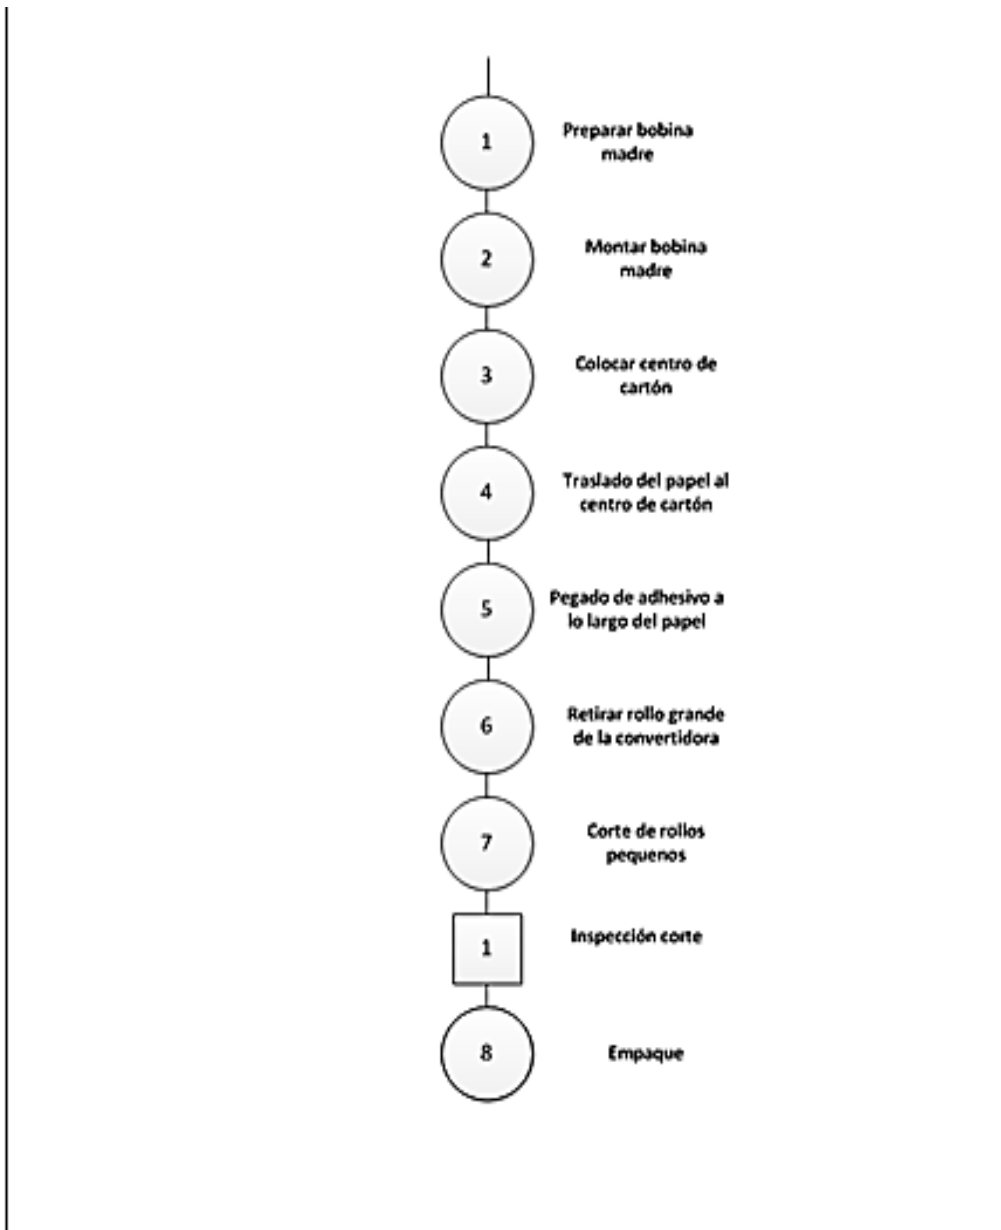 1
Preparar bobina
madre
2
Montar bobina
madre
3
Colocar centro de
cartón
4
Traslado del papel al
centro de cartón
5
Pegado de adhesivo a
lo largo del papel
6
Retirar rollo grande
de la convertidora
7
Corte de rollos
pequenos
1
Inspección corte
8
Empaque